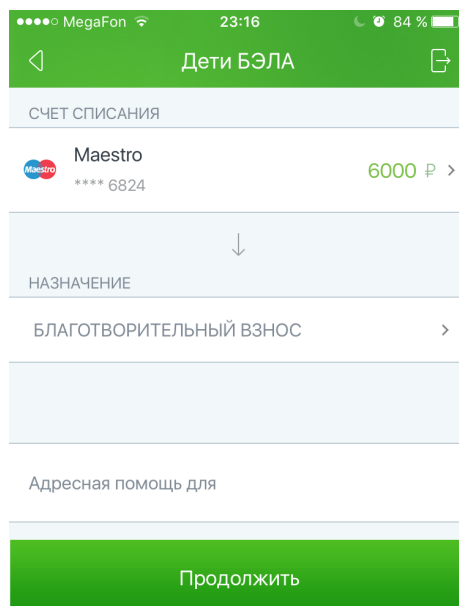 MegaFon 23:16 84 %
Дети БЭЛА
СЧЕТ СПИСАНИЯ
Maestro
Maestro
**** 6824
6000 ₽
НАЗНАЧЕНИЕ
БЛАГОТВОРИТЕЛЬНЫЙ ВЗНОС
Адресная помощь для
Продолжить